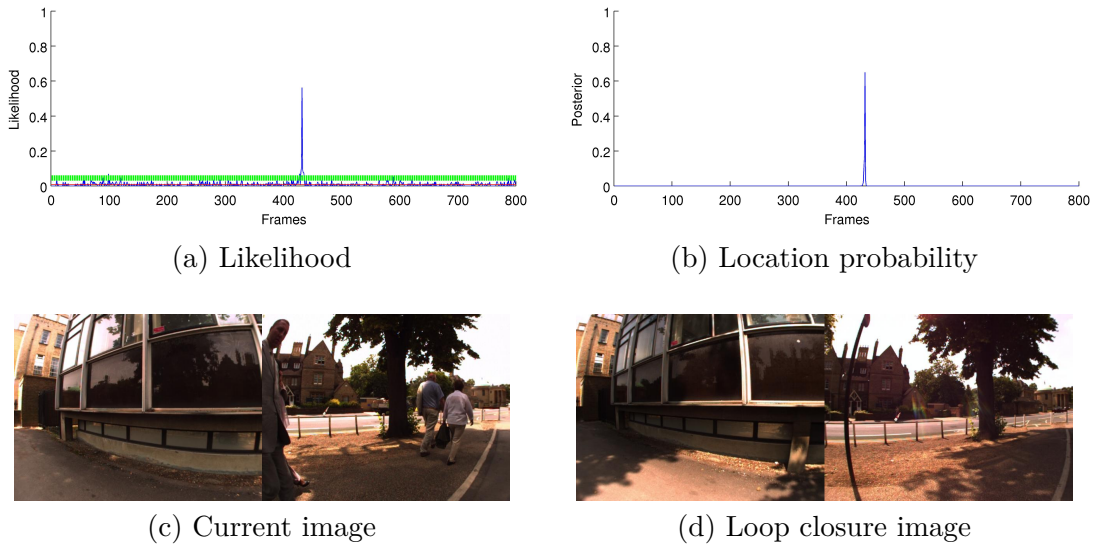 1
0.8
0.6
0.4
0.2
0
Likelihood
0 100 200 300 400 500 600 700 800
Frames
(a) Likelihood
1
0.8
0.6
0.4
0.2
0
Posterior
0 100 200 300 400 500 600 700 800
Frames
(b) Location probability
(c) Current image
(d) Loop closure image